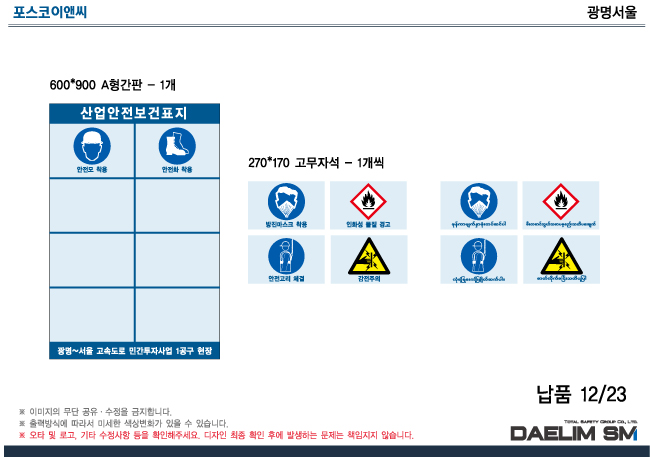 포스코이앤씨
광명서울
600*900 A형간판 - 1개
산업안전보건표지
안전모 착용
안전화 착용
광명~서울 고속도로 민간투자사업 1공구 현장
270*170 고무자석 - 1개씩
방진마스크 착용
인화성 물질 경고
안전고리 체결
감전주의
납품 12/23
※ 이미지의 무단 공유·수정을 금지합니다.
※ 출력방식에 따라서 미세한 색상변화가 있을 수 있습니다.
※ 오타 및 로고, 기타 수정사항 등을 확인해주세요. 디자인 최종 확인 후에 발생하는 문제는 책임지지 않습니다.
TOTAL SAFETY GROUP CO., LTD.
DAELIM SM